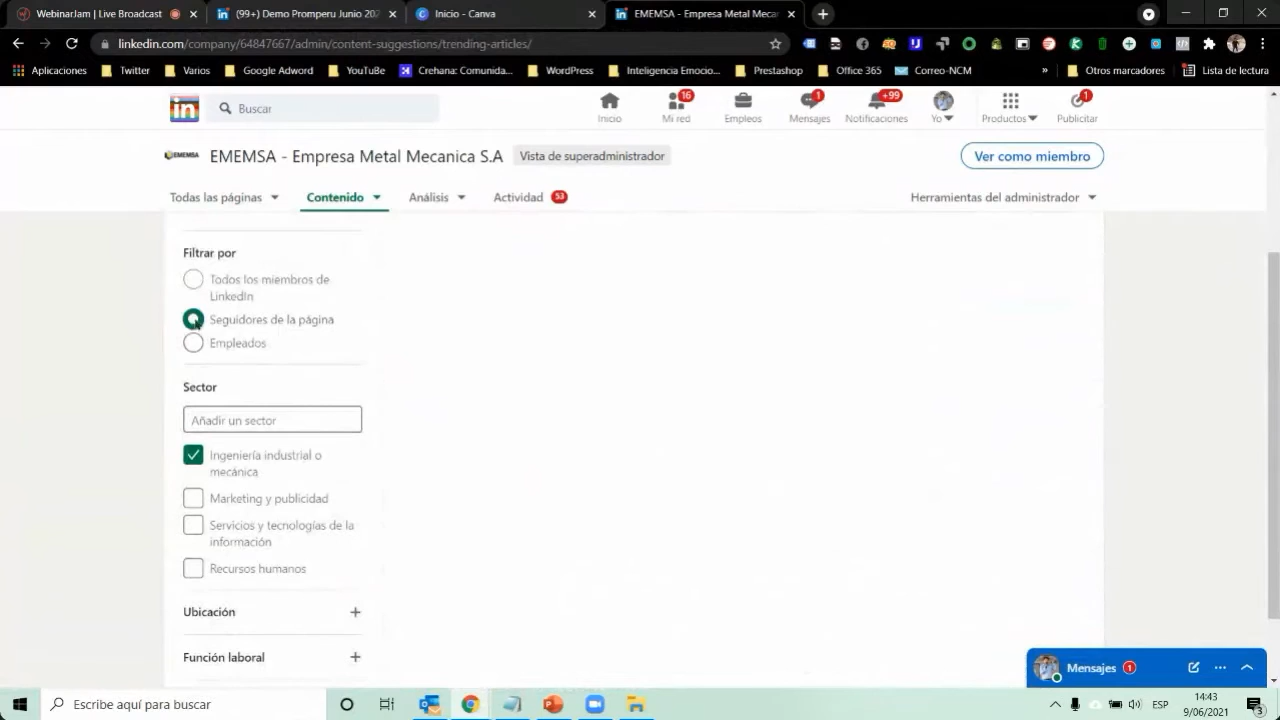 WebinarJam | Live Broadcast
(99+) Demo Promperu Junio 202
Inicio - Canva
EMEMSA - Empresa Metal Mecan
linkedin.com/company/64847667/admin/content-suggestions/trending-articles/
Aplicaciones Twitter Varios Google Adword YouTuBe Crehana: Comunida... WordPress Inteligencia Emocio... Prestashop Office 365 Correo-NCM » Otros marcadores Lista de lectura
in Buscar
16 1 +99 1
Inicio Mi red Empleos Mensajes Notificaciones Yo Productos Publicitar
EMEMSA EMEMSA - Empresa Metal Mecanica S.A Vista de superadministrador Ver como miembro
Todas las páginas Contenido Análisis Actividad 53 Herramientas del administrador
Filtrar por
Todos los miembros de
LinkedIn
Seguidores de la página
Empleados
Sector
Añadir un sector
Ingeniería industrial o
mecánica
Marketing y publicidad
Servicios y tecnologías de la
información
Recursos humanos
Ubicación +
Función laboral +
Mensajes 1
Escribe aquí para buscar
ESP
14:43
9/06/2021
3